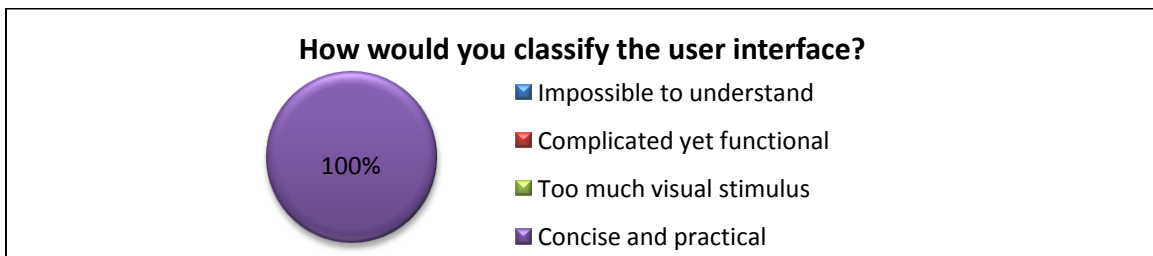 How would you classify the user interface?
100%
Impossible to understand
Complicated yet functional
Too much visual stimulus
Concise and practical